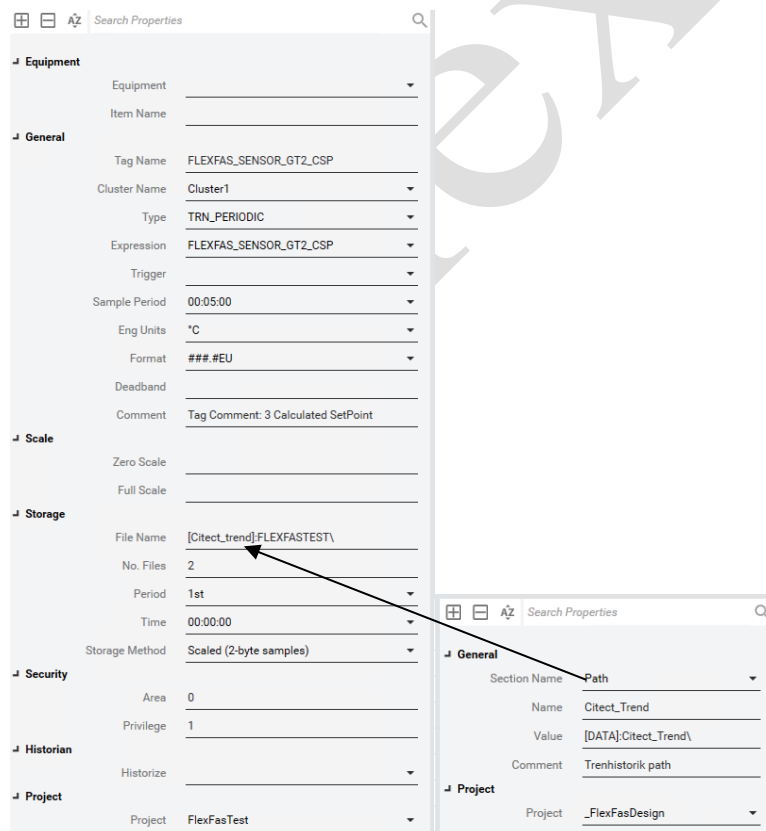 Search Properties
Equipment
Equipment
Item Name
General
Tag Name FLEXFAS_SENSOR_GT2_CSP
Cluster Name Cluster1
Type TRN_PERIODIC
Expression FLEXFAS_SENSOR_GT2_CSP
Trigger
Sample Period 00:05:00
Eng Units °C
Format ###.#EU
Deadband
Comment Tag Comment: 3 Calculated SetPoint
Scale
Zero Scale
Full Scale
Storage
File Name [Citect_trend]:FLEXFASTEST\
No. Files 2
Period 1st
Time 00:00:00
Storage Method Scaled (2-byte samples)
Security
Area 0
Privilege 1
Historian
Historize
Project
Project FlexFasTest
Search Properties
General
Section Name Path
Name Citect_Trend
Value [DATA]:Citect_Trend\
Comment Trenhistorik path
Project
Project _FlexFasDesign